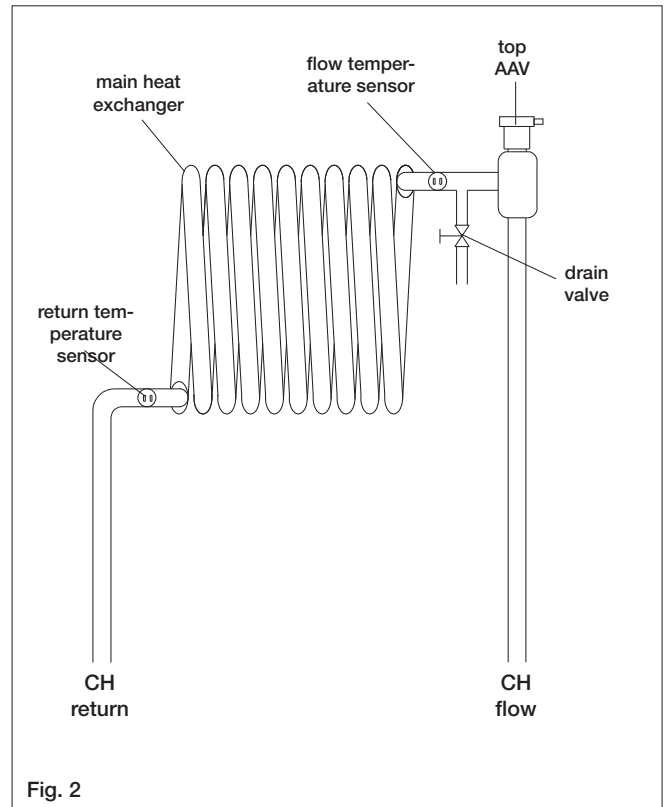 top
AAV
flow temper-
ature sensor
main heat
exchanger
drain
valve
return tem-
perature
sensor
CH
return
CH
flow
Fig. 2